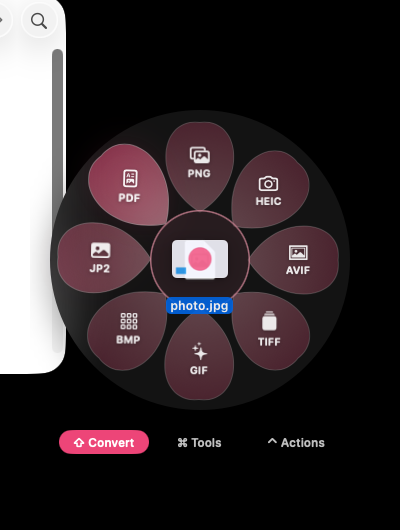 PNG
PDF
HEIC
JP2
AVIF
photo.jpg
BMP
TIFF
GIF
⇧ Convert
⌘ Tools
⌃ Actions